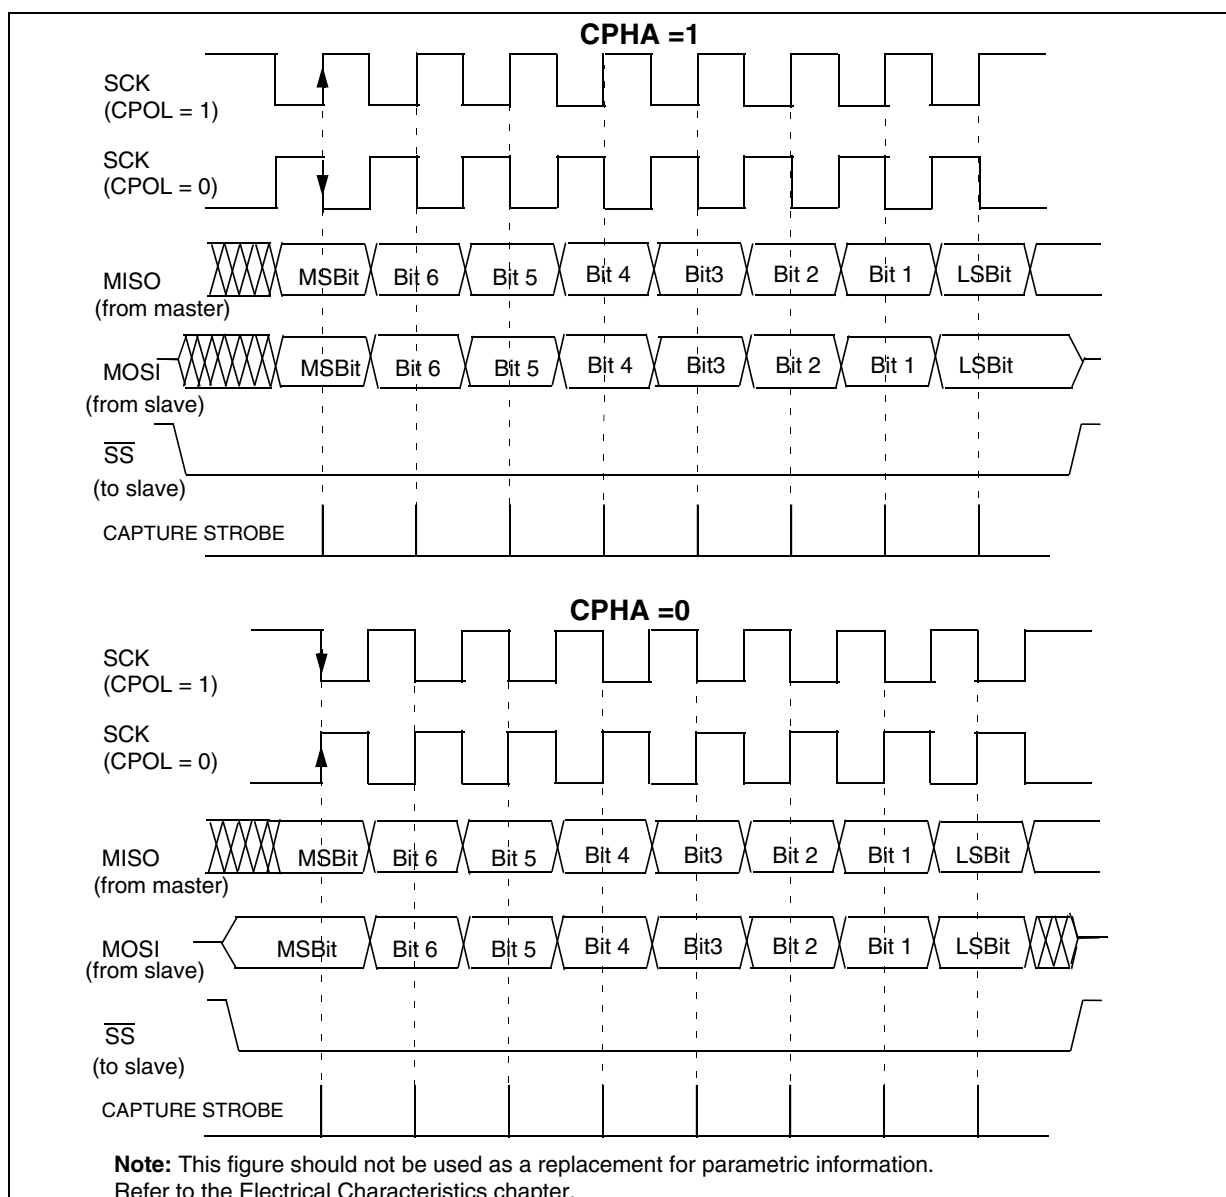 CPHA =1
SCK
(CPOL = 1)
SCK
(CPOL = 0)
MISO
(from master)
MSBit Bit 6 Bit 5 Bit 4 Bit3 Bit 2 Bit 1 LSBit
MOSI
(from slave)
MSBit Bit 6 Bit 5 Bit 4 Bit3 Bit 2 Bit 1 LSBit
SS
(to slave)
CAPTURE STROBE
CPHA =0
SCK
(CPOL = 1)
SCK
(CPOL = 0)
MISO
(from master)
MSBit Bit 6 Bit 5 Bit 4 Bit3 Bit 2 Bit 1 LSBit
MOSI
(from slave)
MSBit Bit 6 Bit 5 Bit 4 Bit3 Bit 2 Bit 1 LSBit
SS
(to slave)
CAPTURE STROBE
Note: This figure should not be used as a replacement for parametric information.
Refer to the Electrical Characteristics chapter.